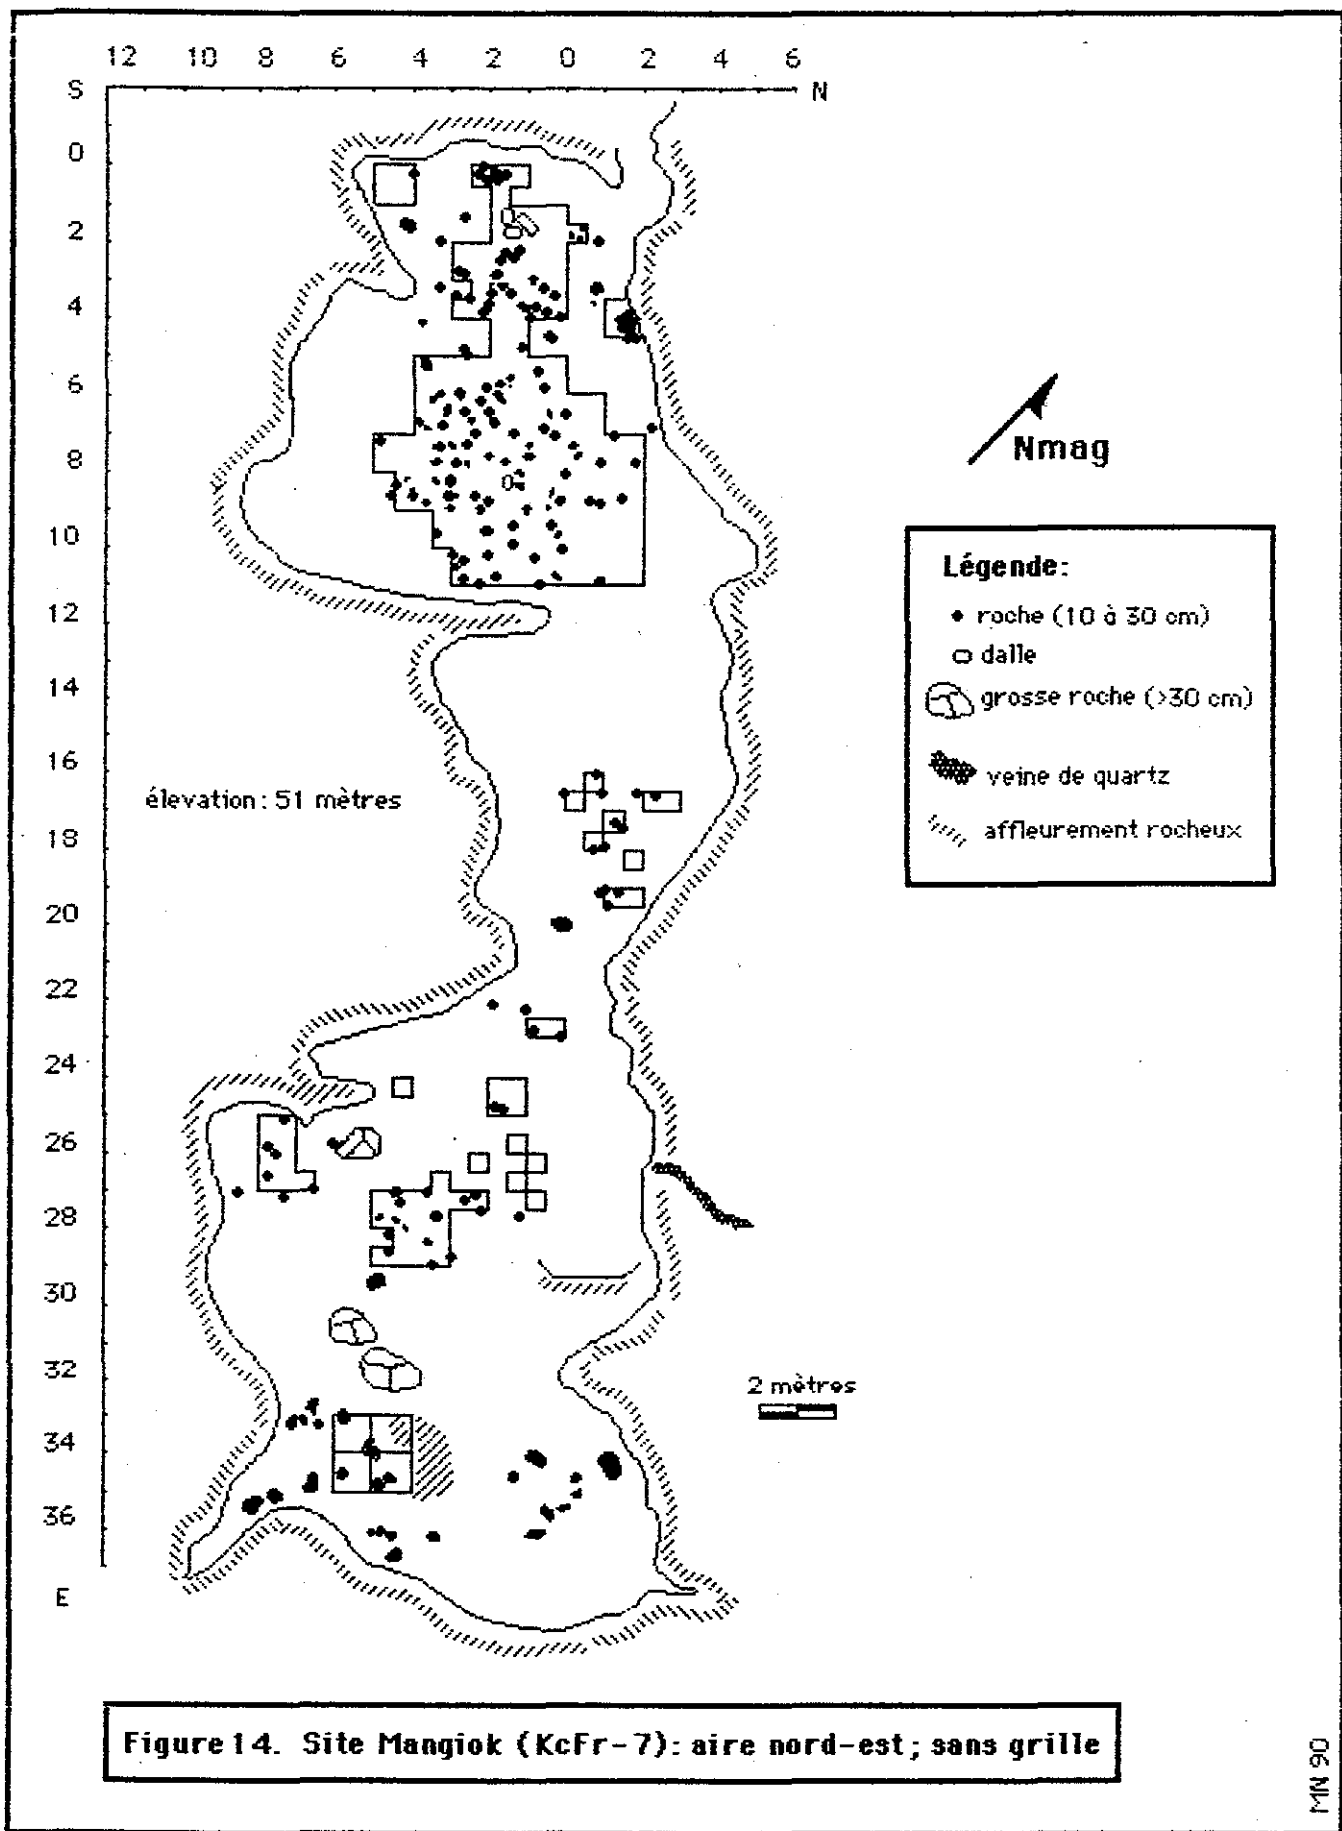 12 10 8 6 4 2 0 2 4 6
S
N
0
2
4
6
8
10
12
14
16
18
20
22
24
26
28
30
32
34
36
E
Nmag
Légende:
roche (10 à 30 cm)
dalle
grosse roche (>30 cm)
veine de quartz
affleurement rocheux
élevation: 51 mètres
2 mètres
Figure 14. Site Mangiok (KcFr-7): aire nord-est; sans grille
MN 90